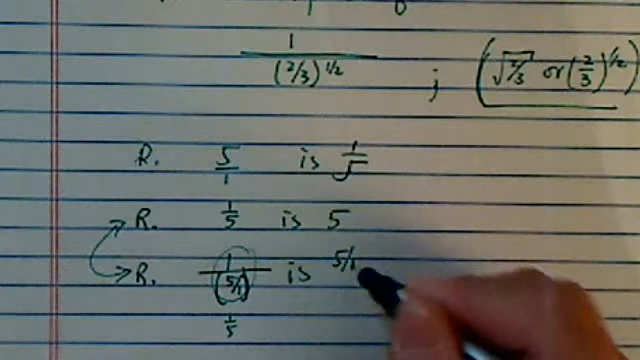 1
(2/3)^1/2 ; (√2/3 or (2/3)^1/2)
R. 5/1 is 1/5
R. 1/5 is 5
R. 1/(5/1) is 5/1
1/5